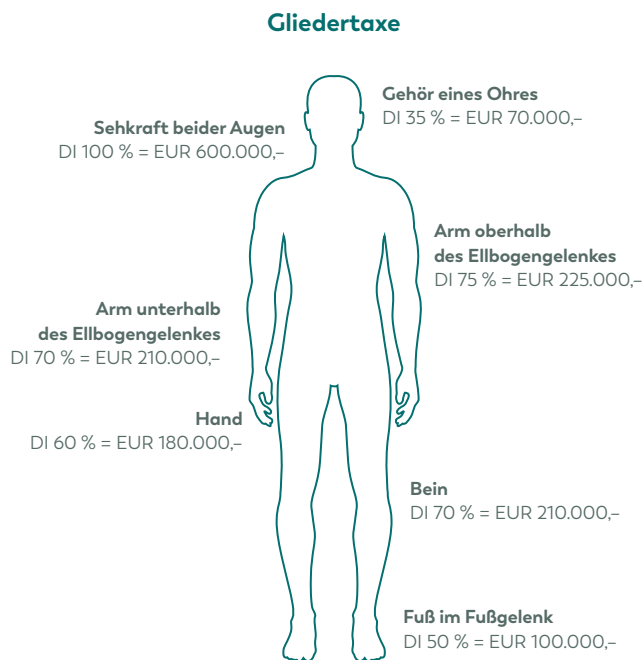 Gliedertaxe
Gehör eines Ohres
DI 35 % = EUR 70.000,–
Sehkraft beider Augen
DI 100 % = EUR 600.000,–
Arm oberhalb
des Ellbogengelenkes
DI 75 % = EUR 225.000,–
Arm unterhalb
des Ellbogengelenkes
DI 70 % = EUR 210.000,–
Hand
DI 60 % = EUR 180.000,–
Bein
DI 70 % = EUR 210.000,–
Fuß im Fußgelenk
DI 50 % = EUR 100.000,–